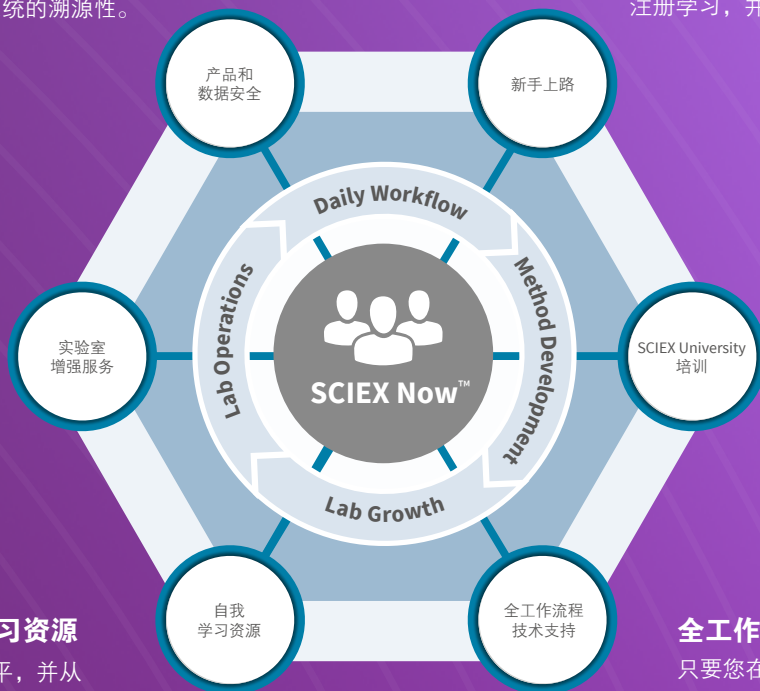 统的溯源性。
注册学习，开
产品和
数据安全
新手上路
Daily Workflow
Lab Operations
Method Development
实验室
增强服务
SCIEX Now™
SCIEX University
培训
Lab Growth
自我
学习资源
全工作流程
技术支持
习资源
平，并从
全工作
只要您在